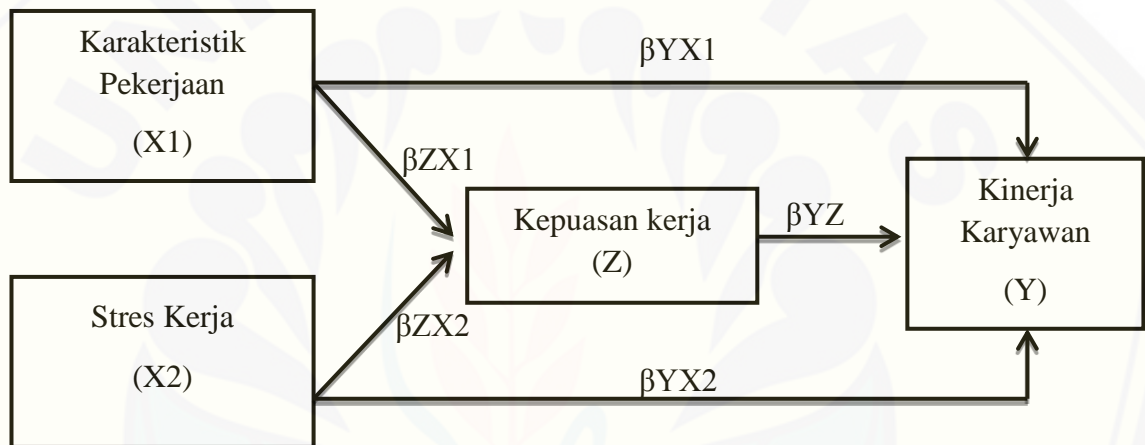 Karakteristik
Pekerjaan
(X1)
βYX1
βZX1
Kepuasan kerja
(Z)
βYZ
Kinerja
Karyawan
(Y)
Stres Kerja
(X2)
βZX2
βYX2